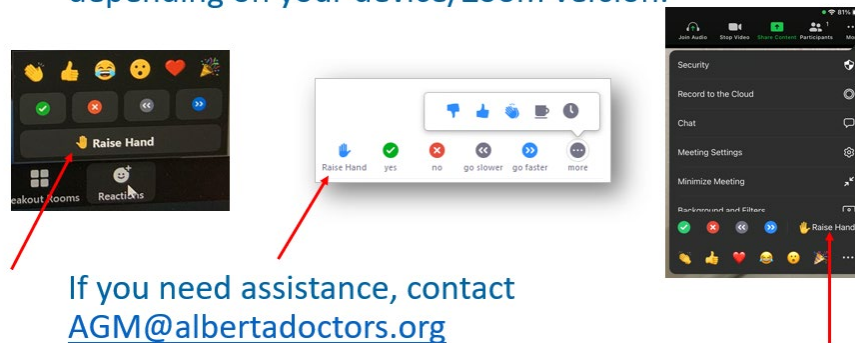 depending on your device/Zoom version.
81%
Join Audio Stop Video Share Content Participants 1
Security
Record to the Cloud
Chat
Meeting Settings
Minimize Meeting
Background and Filters
Raise Hand
Raise Hand
Rooms Reactions
Raise Hand yes no go slower go faster more
If you need assistance, contact
AGM@albertadoctors.org